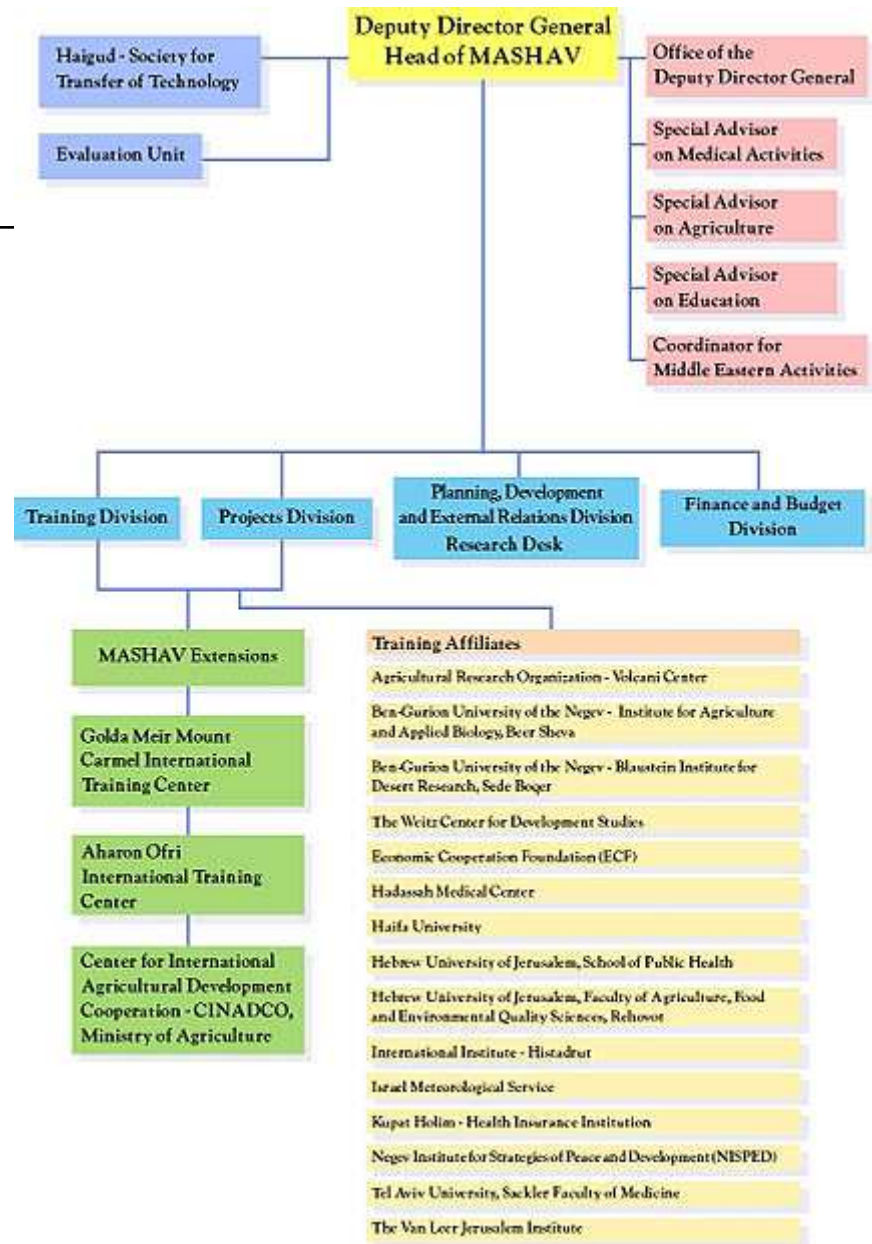 Deputy Director General
Head of MASHAV
Haigud - Society for
Transfer of Technology
Evaluation Unit
Office of the
Deputy Director General
Special Advisor
on Medical Activities
Special Advisor
on Agriculture
Special Advisor
on Education
Coordinator for
Middle Eastern Activities
Training Division
Projects Division
Planning, Development
and External Relations Division
Research Desk
Finance and Budget
Division
MASHAV Extensions
Golda Meir Mount
Carmel International
Training Center
Aharon Ofri
International Training
Center
Center for International
Agricultural Development
Cooperation - CINADCO,
Ministry of Agriculture
Training Affiliates
Agricultural Research Organization - Volcani Center
Ben-Gurion University of the Negev - Institute for Agriculture
and Applied Biology, Beer Sheva
Ben-Gurion University of the Negev - Blaustein Institute for
Desert Research, Sede Boqer
The Weitz Center for Development Studies
Economic Cooperation Foundation (ECF)
Hadassah Medical Center
Haifa University
Hebrew University of Jerusalem, School of Public Health
Hebrew University of Jerusalem, Faculty of Agriculture, Food
and Environmental Quality Sciences, Rehovot
International Institute - Histadrut
Israel Meteorological Service
Kupat Holim - Health Insurance Institution
Negev Institute for Strategies of Peace and Development (NISPED)
Tel Aviv University, Sackler Faculty of Medicine
The Van Leer Jerusalem Institute